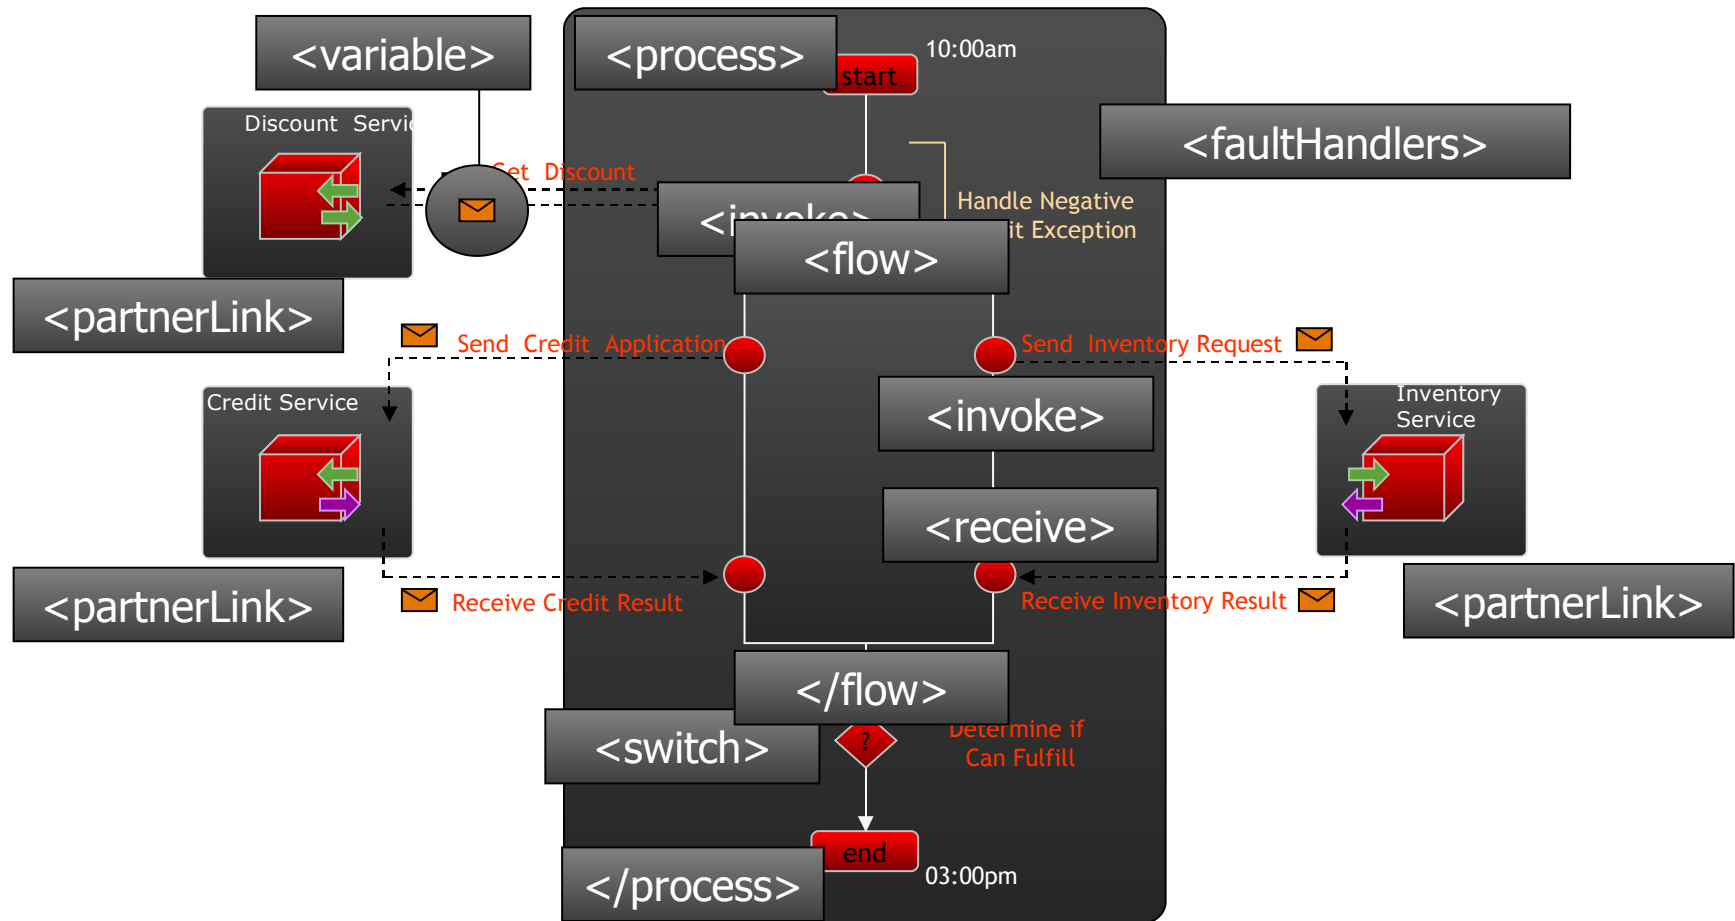 <variable>
<process>
10:00am
start
Discount Servic
<faultHandlers>
Get Discount
<invoke>
Handle Negative
it Exception
<flow>
<partnerLink>
Send Credit Application
Send Inventory Request
Credit Service
Inventory
Service
<invoke>
<receive>
<partnerLink>
Receive Credit Result
Receive Inventory Result
<partnerLink>
</flow>
<switch>
?
Determine if
Can Fulfill
end
</process>
03:00pm